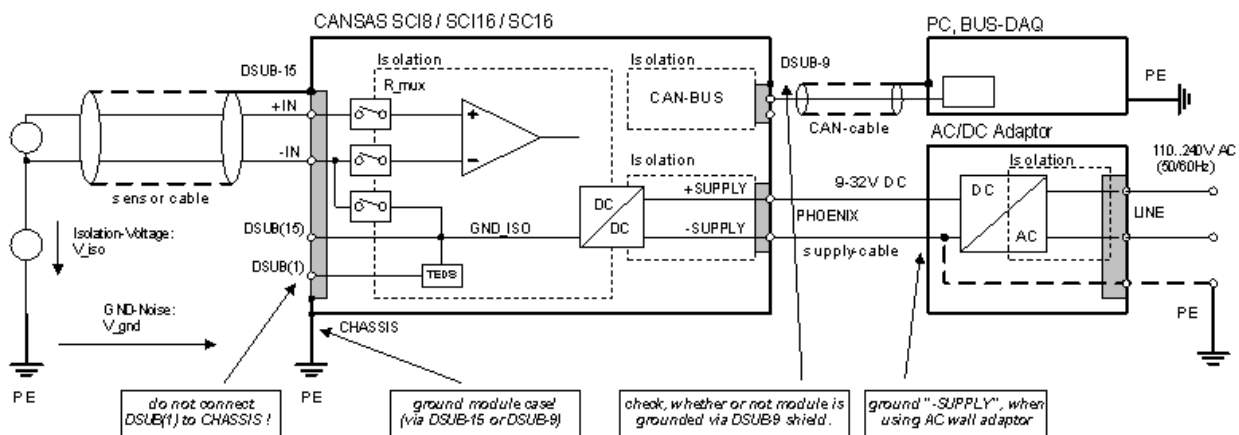 CANSAS SCI8 / SCI16 / SC16
PC, BUS-DAQ
Isolation
Isolation
DSUB-15
R_mux
DSUB-9
PE
+IN
+
CAN-BUS
-IN
−
CAN-cable
AC/DC Adaptor
sensor cable
Isolation
Isolation
110..240V AC
(50/60Hz)
+SUPPLY
9-32V DC
DC
DC
DC
AC
Isolation-Voltage:
V_iso
DSUB(15)
GND_ISO
-SUPPLY
PHOENIX
supply-cable
LINE
DSUB(1)
TEDS
GND-Noise:
V_gnd
CHASSIS
PE
PE
PE
do not connect
DSUB(1) to CHASSIS !
ground module case!
(via DSUB-15 or DSUB-9)
check, whether or not module is
grounded via DSUB-9 shield.
ground "-SUPPLY", when
using AC wall adaptor